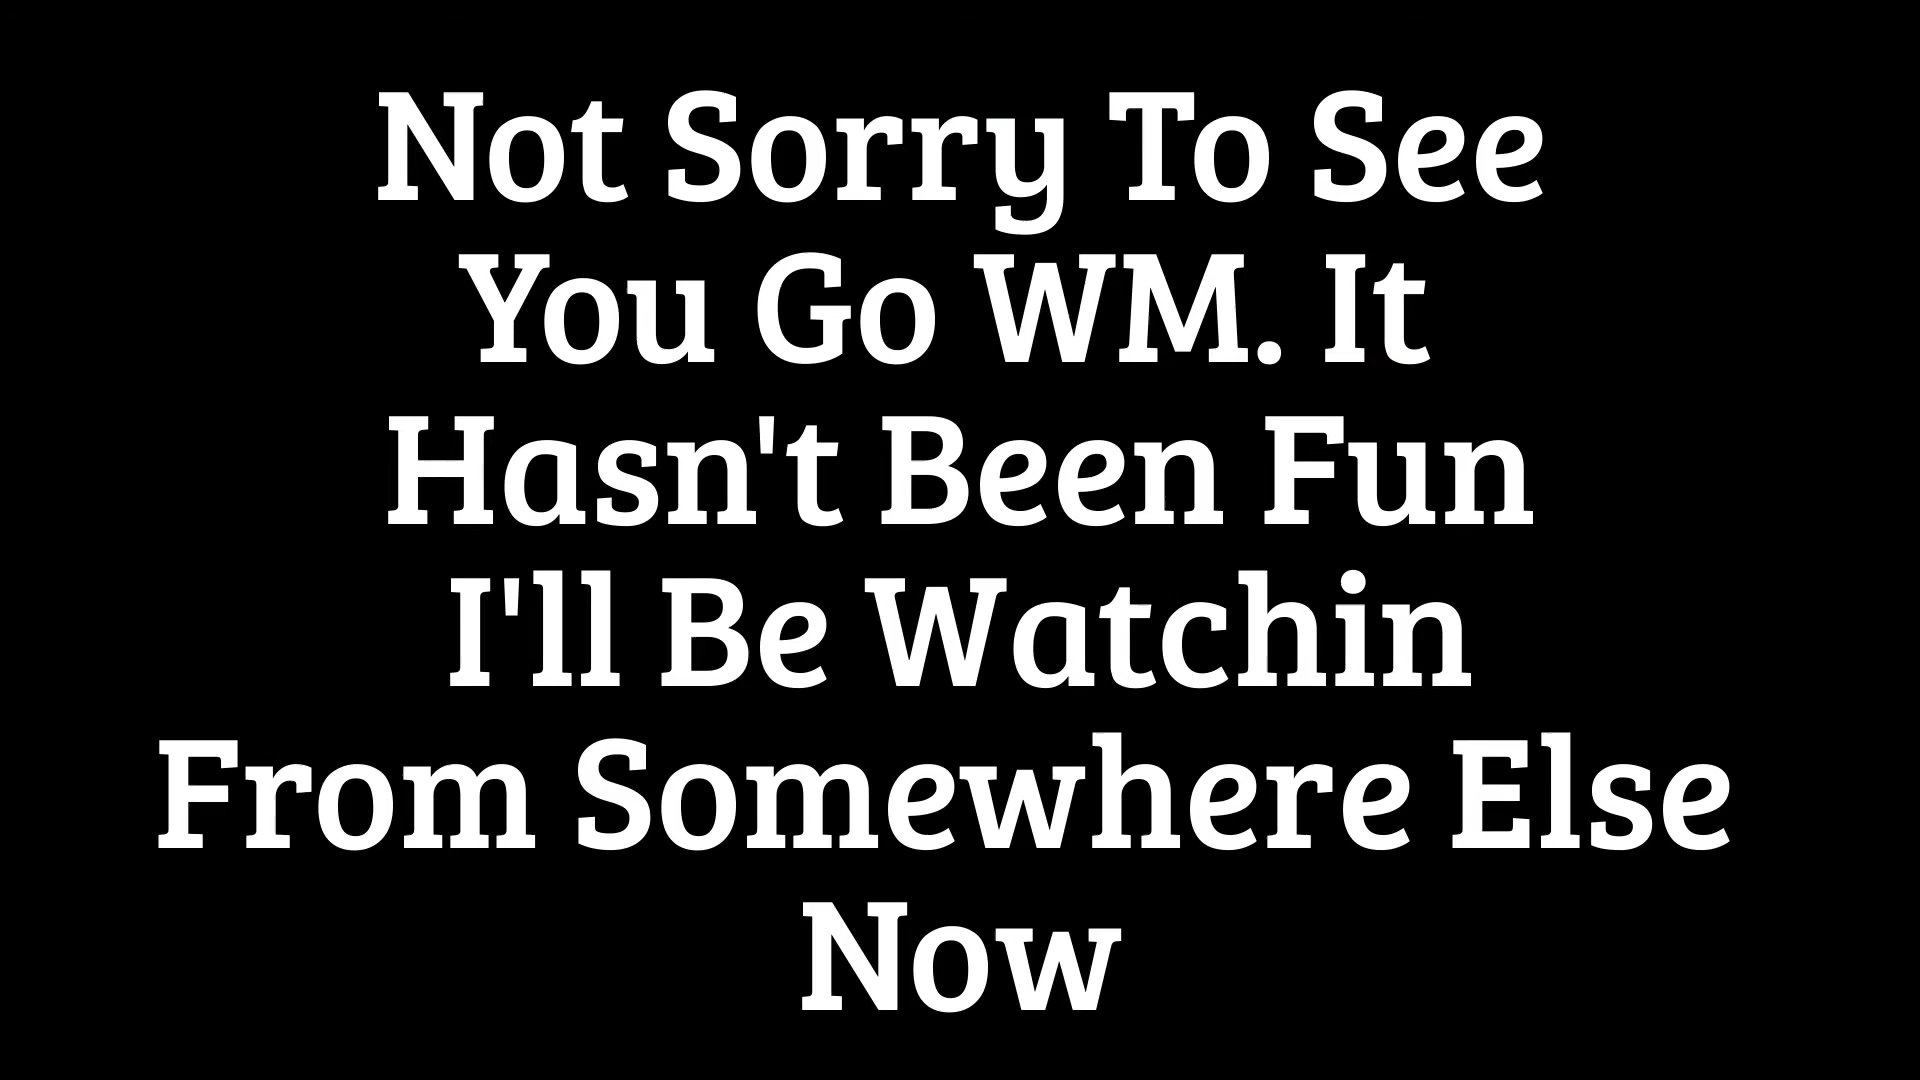 Not Sorry To See
You Go WM. It
Hasn't Been Fun
I'll Be Watchin
From Somewhere Else
Now